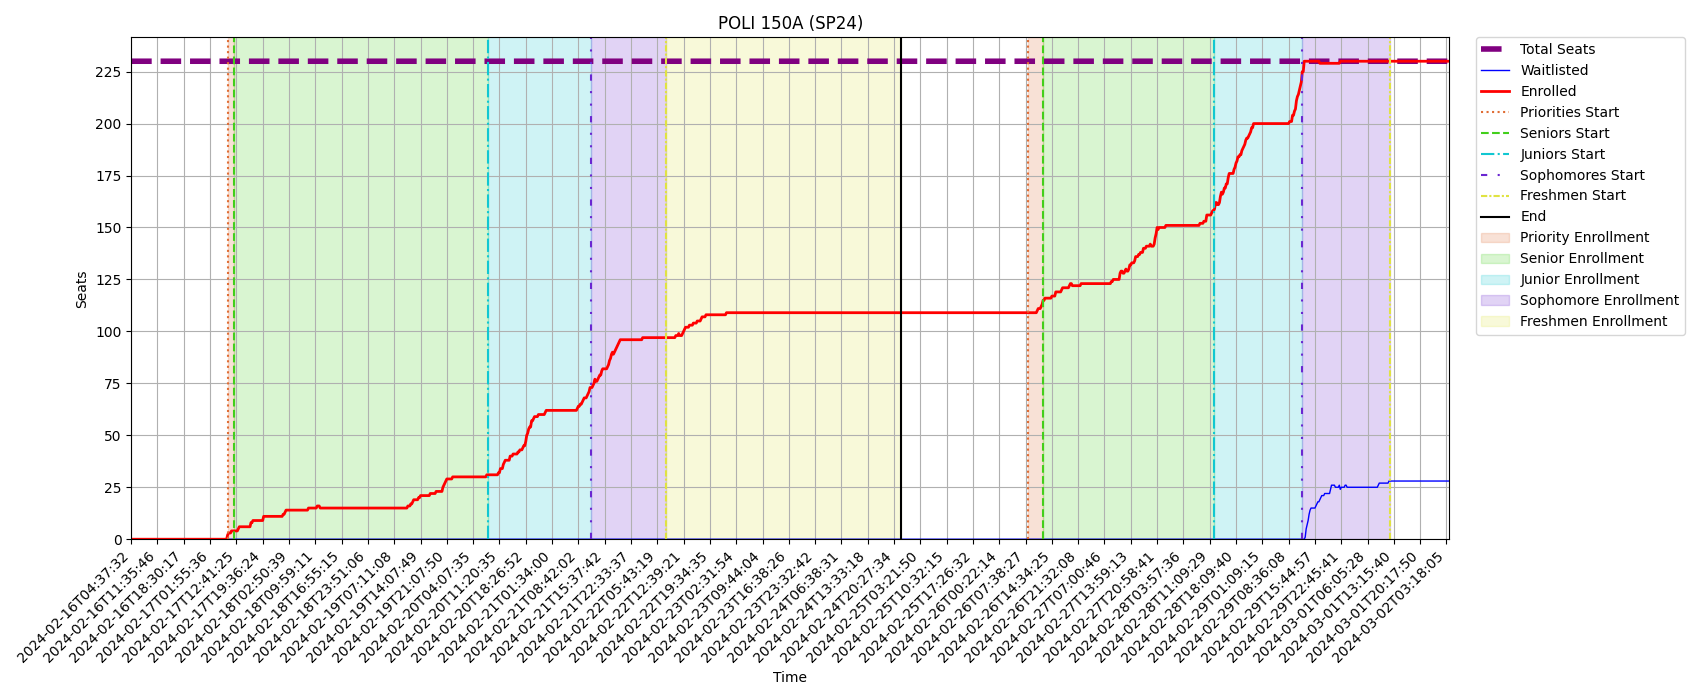 POLI 150A (SP24)
Seats
225
200
175
150
125
100
75
50
25
0
2024-02-16T04:37:32
2024-02-16T11:35:46
2024-02-16T18:30:17
2024-02-17T01:55:36
2024-02-17T12:41:25
2024-02-17T19:36:24
2024-02-18T02:50:39
2024-02-18T09:59:11
2024-02-18T16:55:15
2024-02-18T23:51:06
2024-02-19T07:11:08
2024-02-19T14:07:49
2024-02-19T21:07:50
2024-02-20T04:07:35
2024-02-20T11:20:35
2024-02-20T18:26:52
2024-02-21T01:34:00
2024-02-21T08:42:02
2024-02-21T15:37:42
2024-02-21T22:33:37
2024-02-22T05:43:19
2024-02-22T12:39:21
2024-02-22T19:34:35
2024-02-23T02:31:54
2024-02-23T09:44:04
2024-02-23T16:38:26
2024-02-23T23:32:42
2024-02-24T06:38:31
2024-02-24T13:33:18
2024-02-24T20:27:34
2024-02-25T03:21:50
2024-02-25T10:32:15
2024-02-25T17:26:32
2024-02-26T00:22:14
2024-02-26T07:38:27
2024-02-26T14:34:25
2024-02-26T21:32:08
2024-02-27T07:00:46
2024-02-27T13:59:13
2024-02-27T20:58:41
2024-02-28T03:57:36
2024-02-28T11:09:29
2024-02-28T18:09:40
2024-02-29T01:09:15
2024-02-29T08:36:08
2024-02-29T15:44:57
2024-02-29T22:45:41
2024-03-01T06:05:28
2024-03-01T13:15:40
2024-03-01T20:17:50
2024-03-02T03:18:05
Time
Total Seats
Waitlisted
Enrolled
Priorities Start
Seniors Start
Juniors Start
Sophomores Start
Freshmen Start
End
Priority Enrollment
Senior Enrollment
Junior Enrollment
Sophomore Enrollment
Freshmen Enrollment